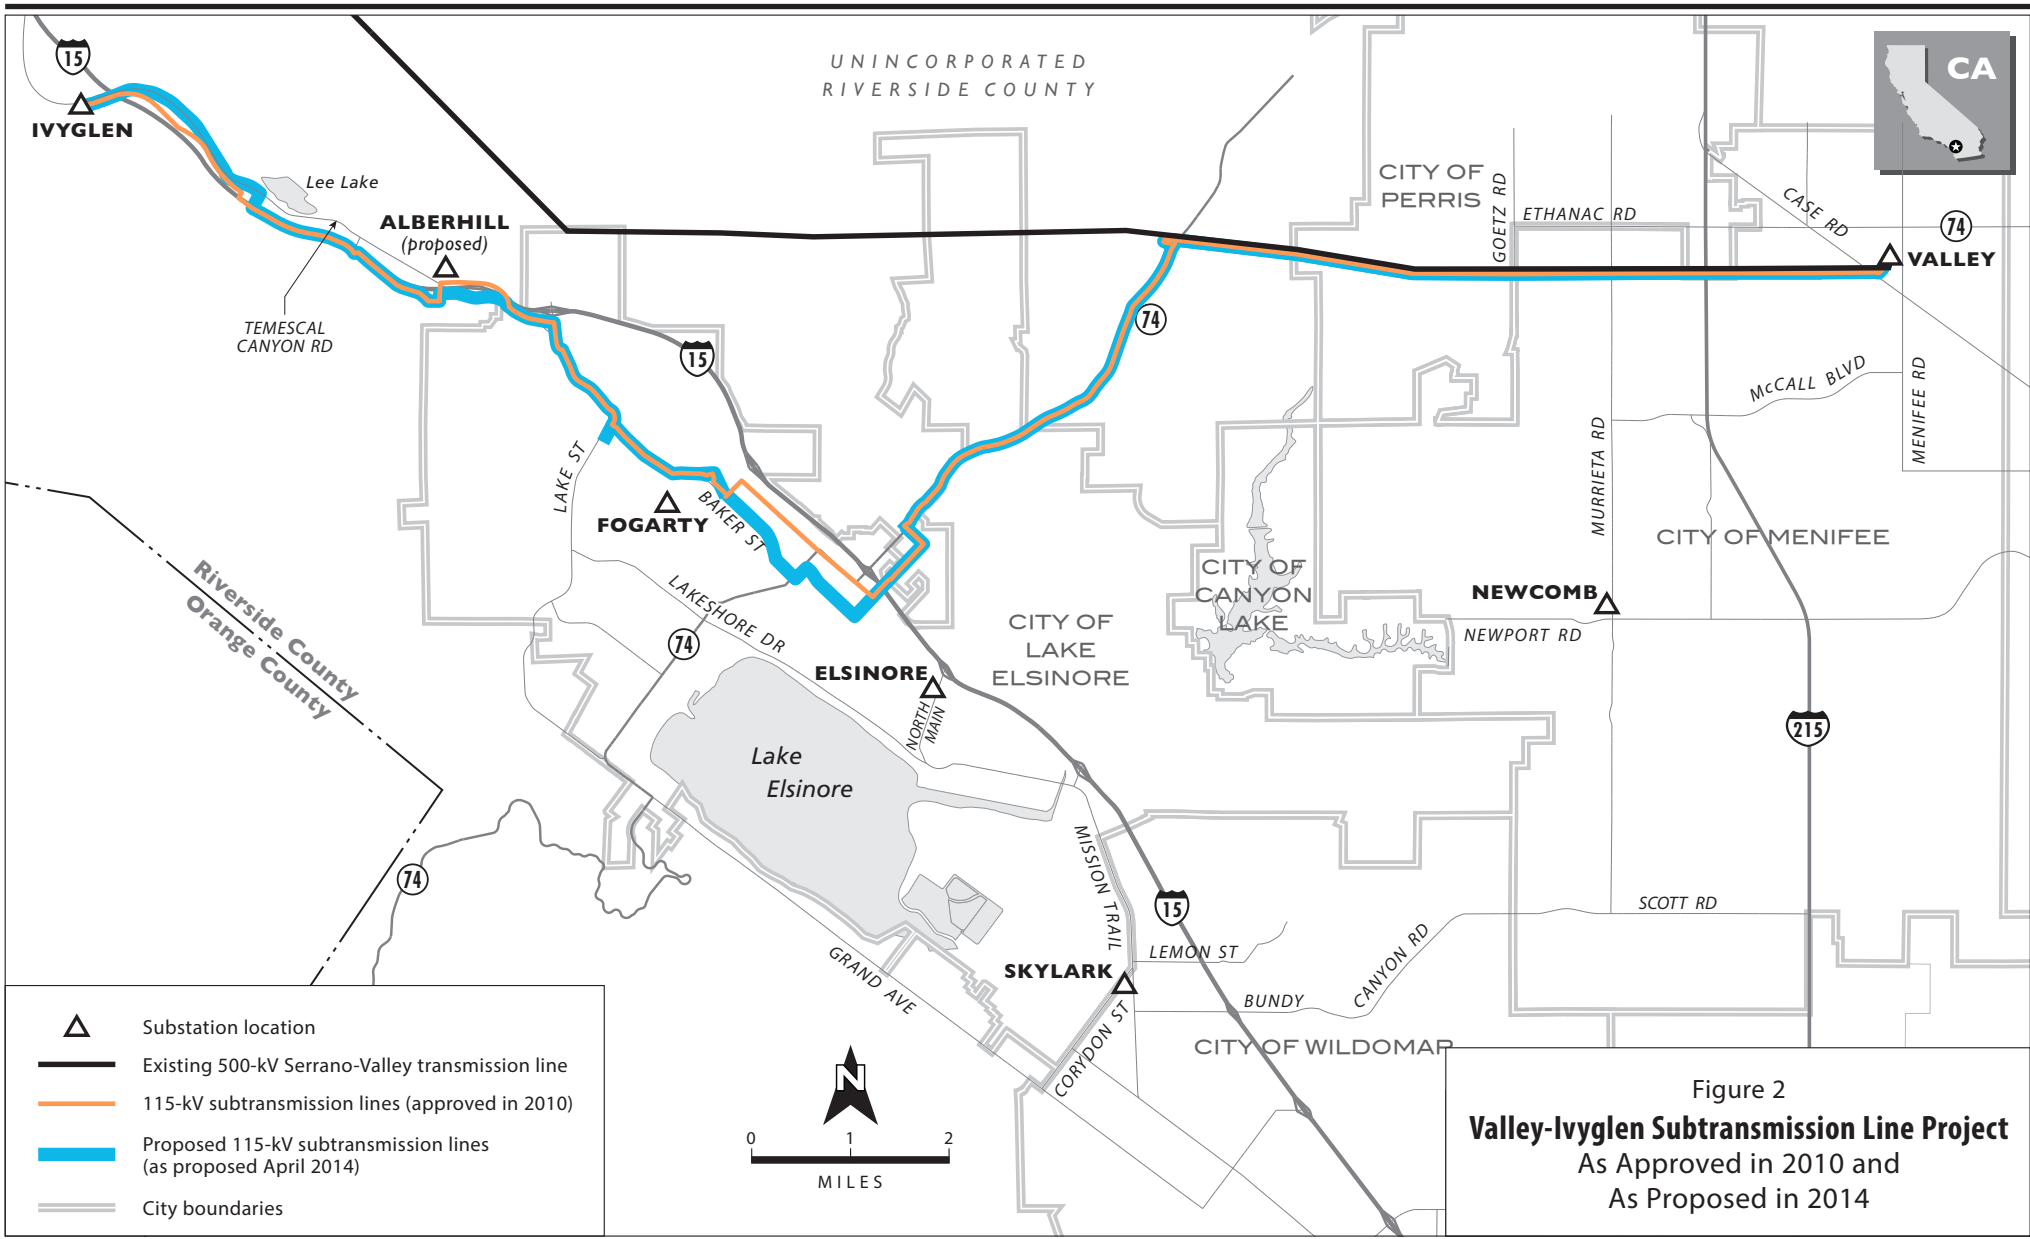 15
IVYGLEN
UNINCORPORATED
RIVERSIDE COUNTY
CA
Lee Lake
ALBERHILL
(proposed)
TEMESCAL
CANYON RD
CITY OF
PERRIS
GOETZ RD
ETHANAC RD
CASE RD
74
VALLEY
74
15
McCALL BLVD
MENIFEE RD
MURRIETA RD
LAKE ST
FOGARTY
BAKER ST
CITY OF MENIFEE
CITY OF
CANYON
LAKE
NEWCOMB
NEWPORT RD
Riverside County
Orange County
LAKESHORE DR
74
CITY OF
LAKE
ELSINORE
ELSINORE
NORTH
MAIN
215
Lake
Elsinore
MISSION TRAIL
74
15
SCOTT RD
LEMON ST
CANYON RD
GRAND AVE
SKYLARK
BUNDY
CORYDON ST
CITY OF WILDOMAR
Substation location
Existing 500-kV Serrano-Valley transmission line
115-kV subtransmission lines (approved in 2010)
Proposed 115-kV subtransmission lines
(as proposed April 2014)
City boundaries
N
0 1 2
MILES
Figure 2
Valley-Ivyglen Subtransmission Line Project
As Approved in 2010 and
As Proposed in 2014